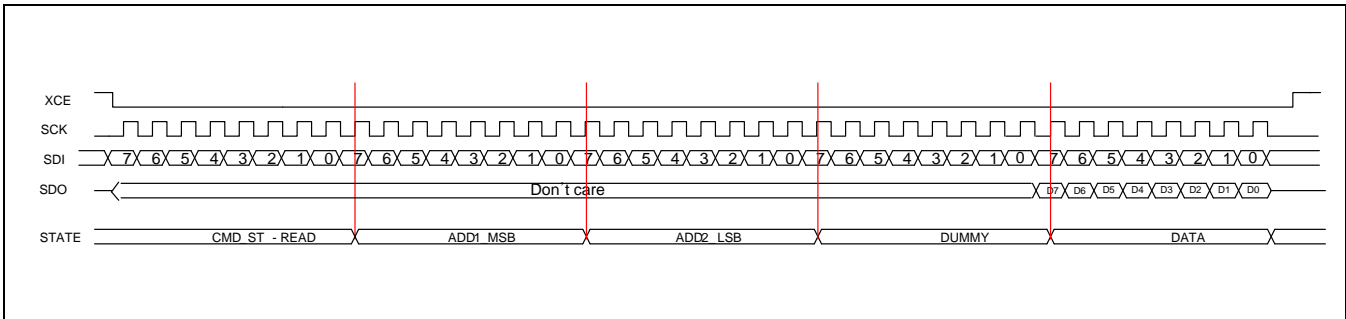 XCE
SCK
SDI 7 6 5 4 3 2 1 0 7 6 5 4 3 2 1 0 7 6 5 4 3 2 1 0 7 6 5 4 3 2 1 0 7 6 5 4 3 2 1 0
SDO Don´t care D7 D6 D5 D4 D3 D2 D1 D0
STATE CMD_ST - READ ADD1_MSB ADD2_LSB DUMMY DATA